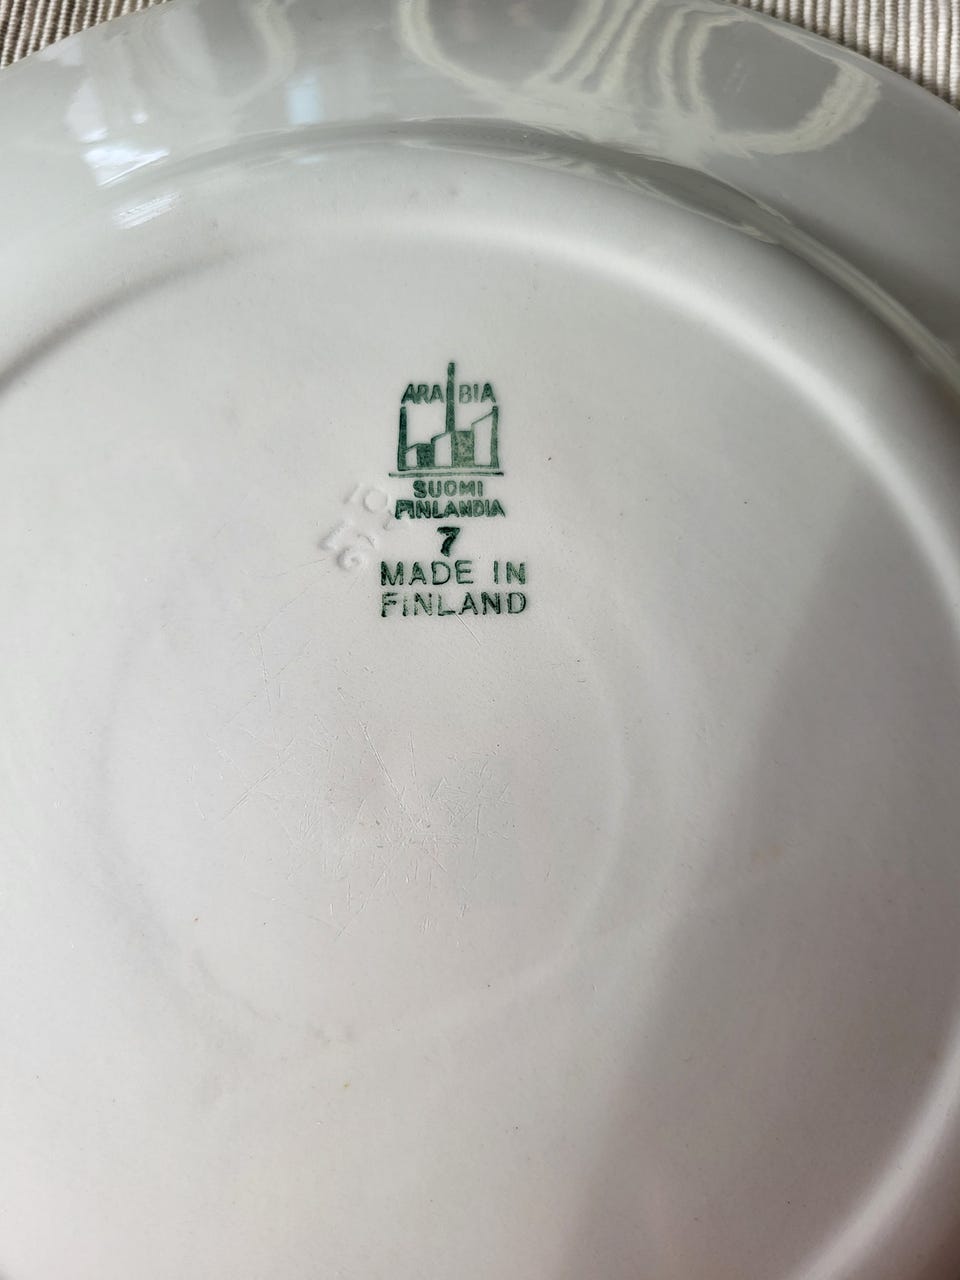 ARABIA
SUOMI
FINLANDIA
7
MADE IN
FINLAND